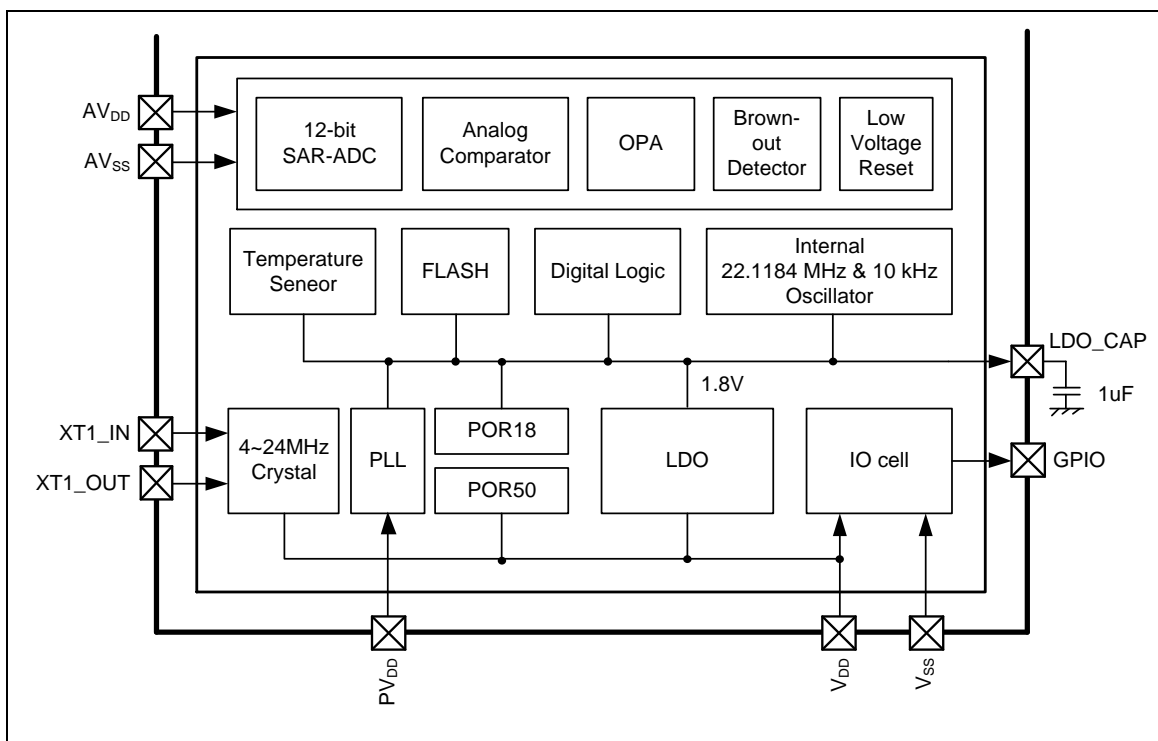 AVDD
AVSS
12-bit
SAR-ADC
Analog
Comparator
OPA
Brown-
out
Detector
Low
Voltage
Reset
Temperature
Seneor
FLASH
Digital Logic
Internal
22.1184 MHz & 10 kHz
Oscillator
LDO_CAP
1uF
1.8V
XT1_IN
XT1_OUT
4~24MHz
Crystal
PLL
POR18
POR50
LDO
IO cell
GPIO
PVDD
VDD
VSS